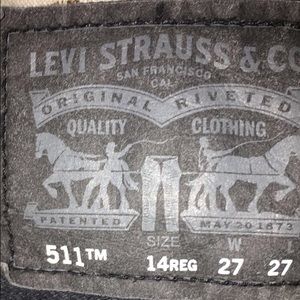 LEVI STRAUSS & CO
SAN FRANCISCO
CAL
ORIGINAL RIVETED
QUALITY CLOTHING
PATENTED MAY 20 1873
SIZE W L
511™ 14REG 27 27